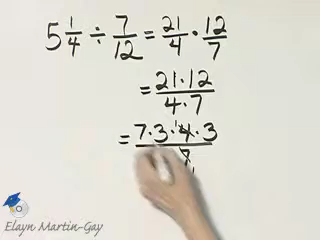 5 1/4 ÷ 7/12 = 21/4 · 12/7
= 21·12/4·7
= 7·3·4·3/
Elayn Martin-Gay